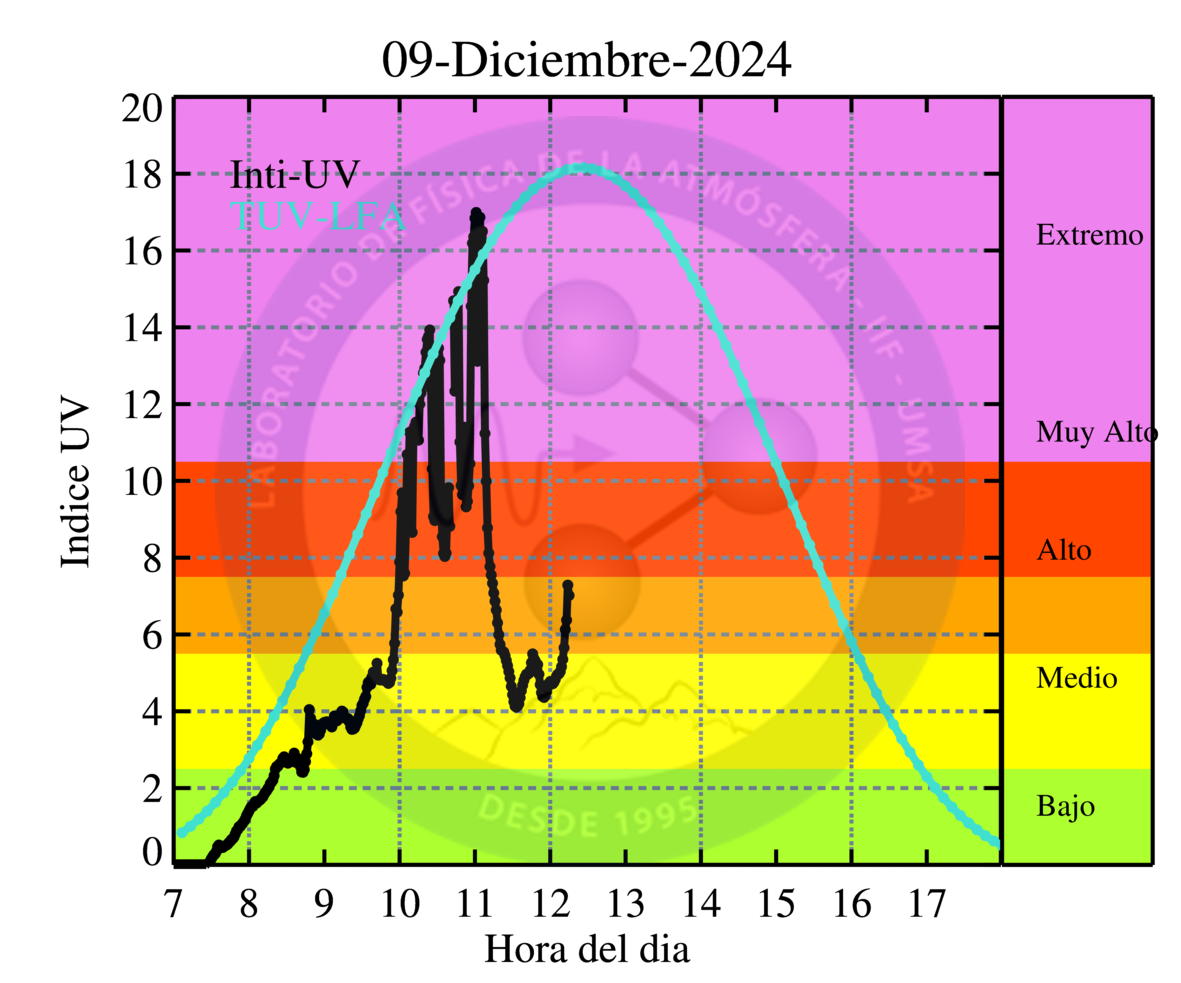 09-Diciembre-2024
20
18
16
14
12
10
8
6
4
2
0
Indice UV
Inti-UV
TUV-LFA
LABORATORIO DE FÍSICA DE LA ATMÓSFERA - IIF - UMSA
DESDE 1995
Extremo
Muy Alto
Alto
Medio
Bajo
7 8 9 10 11 12 13 14 15 16 17
Hora del dia